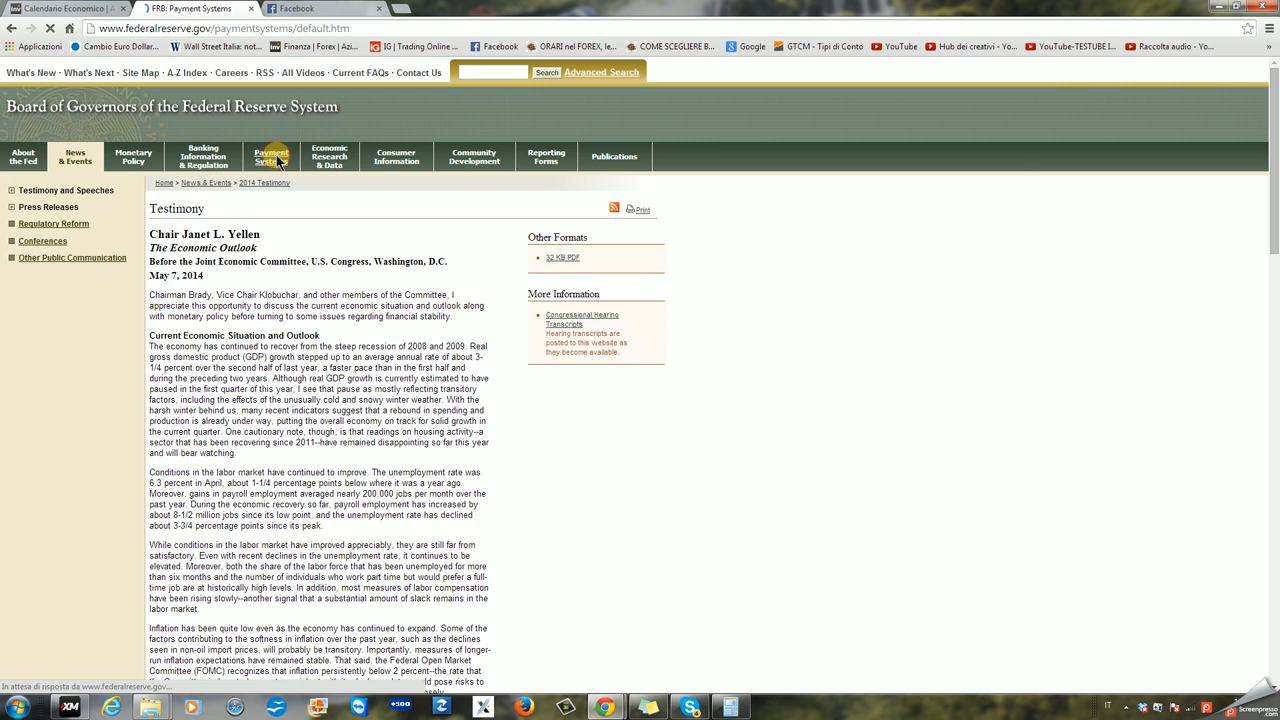 Calendario Economico | A
FRB: Payment Systems
Facebook
www.federalreserve.gov/paymentsystems/default.htm
Applicazioni
Cambio Euro Dollar...
Wall Street Italia: not...
Finanza | Forex | Azi...
IG | Trading Online ...
Facebook
ORARI nel FOREX, le...
COME SCEGLIERE B...
Google
GTCM - Tipi di Conto
YouTube
Hub dei creativi - Yo...
YouTube-TESTUBE I...
Raccolta audio - Yo...
What's New · What's Next · Site Map · A-Z Index · Careers · RSS · All Videos · Current FAQs · Contact Us
Search
Advanced Search
Board of Governors of the Federal Reserve System
About the Fed
News & Events
Monetary Policy
Banking Information & Regulation
Payment Systems
Economic Research & Data
Consumer Information
Community Development
Reporting Forms
Publications
Testimony and Speeches
Press Releases
Regulatory Reform
Conferences
Other Public Communication
Home > News & Events > 2014 Testimony
Testimony
Print
Chair Janet L. Yellen
The Economic Outlook
Before the Joint Economic Committee, U.S. Congress, Washington, D.C.
May 7, 2014
Chairman Brady, Vice Chair Klobuchar, and other members of the Committee, I
appreciate this opportunity to discuss the current economic situation and outlook along
with monetary policy before turning to some issues regarding financial stability.
Current Economic Situation and Outlook
The economy has continued to recover from the steep recession of 2008 and 2009. Real
gross domestic product (GDP) growth stepped up to an average annual rate of about 3-
1/4 percent over the second half of last year, a faster pace than in the first half and
during the preceding two years. Although real GDP growth is currently estimated to have
paused in the first quarter of this year, I see that pause as mostly reflecting transitory
factors, including the effects of the unusually cold and snowy winter weather. With the
harsh winter behind us, many recent indicators suggest that a rebound in spending and
production is already under way, putting the overall economy on track for solid growth in
the current quarter. One cautionary note, though, is that readings on housing activity--a
sector that has been recovering since 2011--have remained disappointing so far this year
and will bear watching.
Conditions in the labor market have continued to improve. The unemployment rate was
6.3 percent in April, about 1-1/4 percentage points below where it was a year ago.
Moreover, gains in payroll employment averaged nearly 200,000 jobs per month over the
past year. During the economic recovery so far, payroll employment has increased by
about 8-1/2 million jobs since its low point, and the unemployment rate has declined
about 3-3/4 percentage points since its peak.
While conditions in the labor market have improved appreciably, they are still far from
satisfactory. Even with recent declines in the unemployment rate, it continues to be
elevated. Moreover, both the share of the labor force that has been unemployed for more
than six months and the number of individuals who work part time but would prefer a full-
time job are at historically high levels. In addition, most measures of labor compensation
have been rising slowly--another signal that a substantial amount of slack remains in the
labor market.
Inflation has been quite low even as the economy has continued to expand. Some of the
factors contributing to the softness in inflation over the past year, such as the declines
seen in non-oil import prices, will probably be transitory. Importantly, measures of longer-
run inflation expectations have remained stable. That said, the Federal Open Market
Committee (FOMC) recognizes that inflation persistently below 2 percent--the rate that
could pose risks to
Other Formats
32 KB PDF
More Information
Congressional Hearing
Transcripts
Hearing transcripts are
posted to this website as
they become available.
In attesa di risposta da www.federalreserve.gov...
XM
+500
IT
Screenpresso
.com